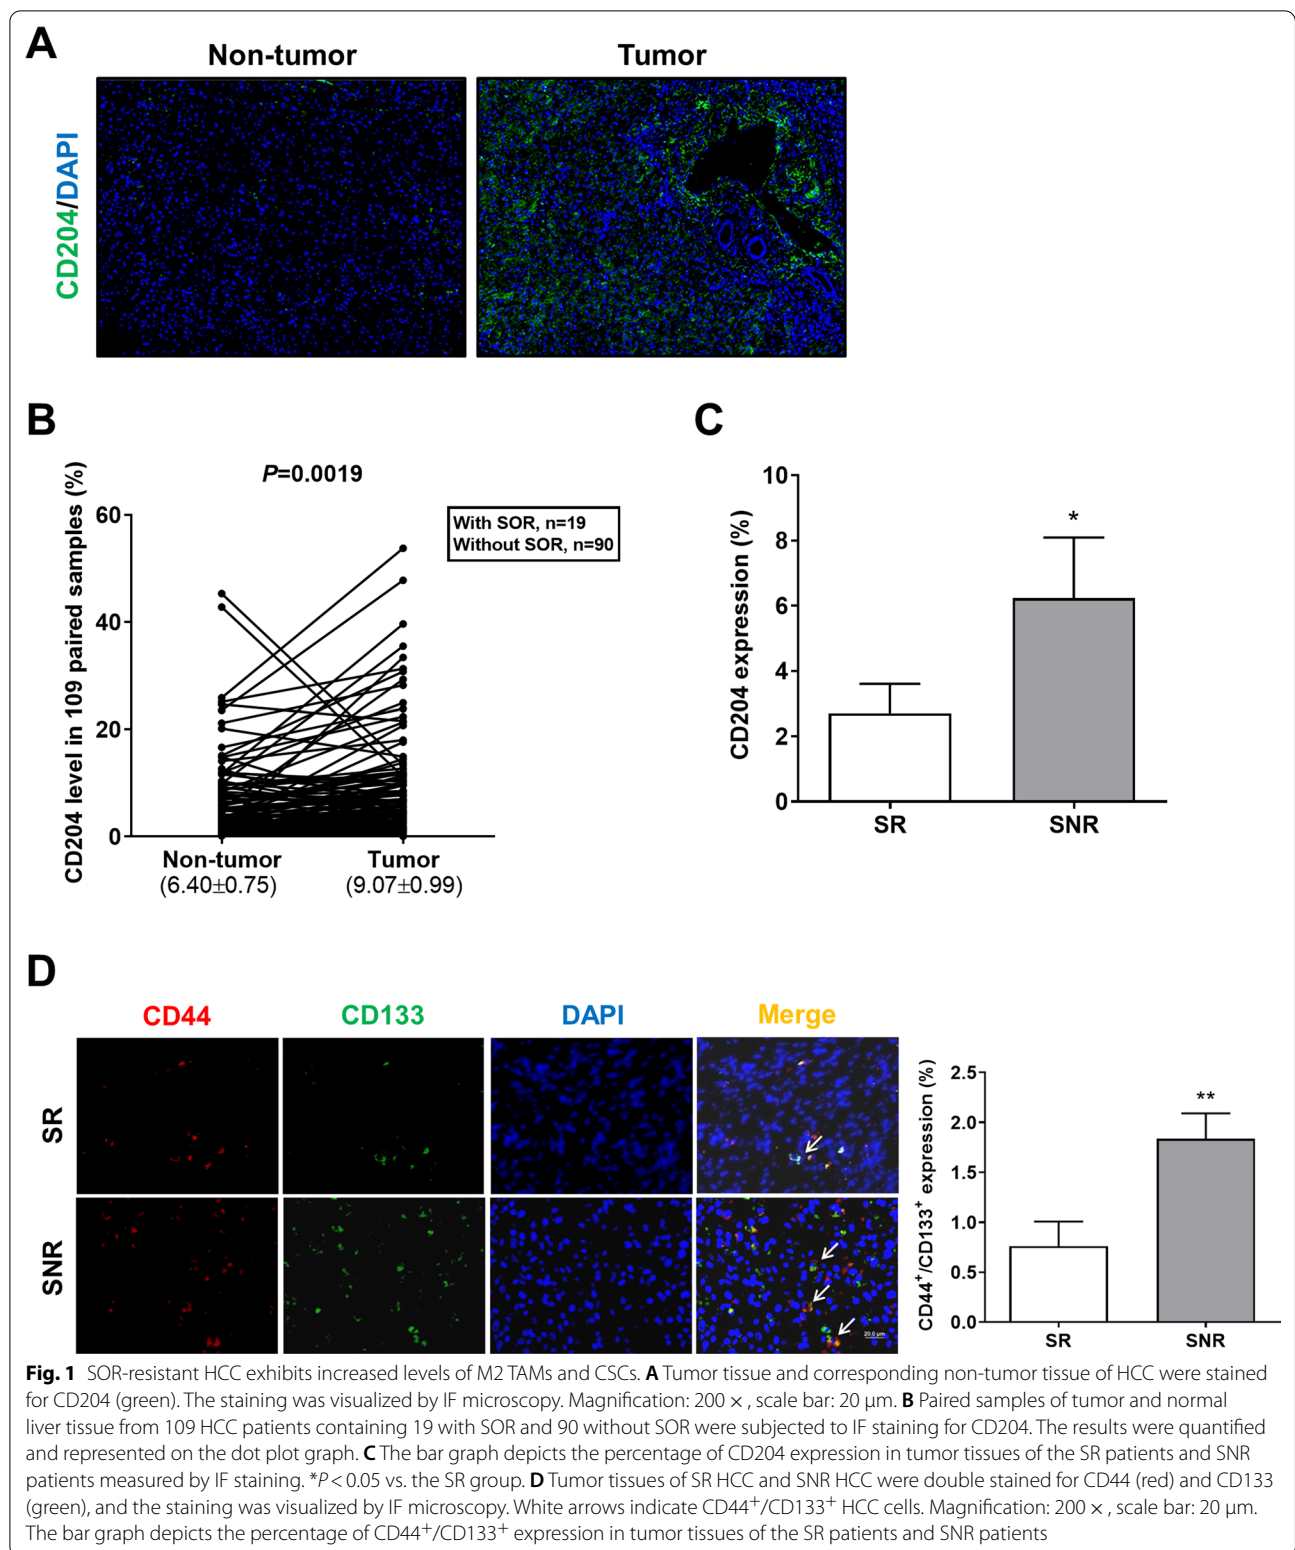 A
Non-tumor
Tumor
CD204/DAPI
B
P=0.0019
CD204 level in 109 paired samples (%)
60
40
20
0
With SOR, n=19
Without SOR, n=90
Non-tumor
Tumor
(6.40±0.75)
(9.07±0.99)
C
CD204 expression (%)
10
8
6
4
2
0
*
SR
SNR
D
CD44
CD133
DAPI
Merge
SR
SNR
20.0 μm
CD44+/CD133+ expression (%)
2.5
2.0
1.5
1.0
0.5
0.0
**
SR
SNR
Fig. 1 SOR-resistant HCC exhibits increased levels of M2 TAMs and CSCs. A Tumor tissue and corresponding non-tumor tissue of HCC were stained
for CD204 (green). The staining was visualized by IF microscopy. Magnification: 200 ×, scale bar: 20 μm. B Paired samples of tumor and normal
liver tissue from 109 HCC patients containing 19 with SOR and 90 without SOR were subjected to IF staining for CD204. The results were quantified
and represented on the dot plot graph. C The bar graph depicts the percentage of CD204 expression in tumor tissues of the SR patients and SNR
patients measured by IF staining. *P < 0.05 vs. the SR group. D Tumor tissues of SR HCC and SNR HCC were double stained for CD44 (red) and CD133
(green), and the staining was visualized by IF microscopy. White arrows indicate CD44+/CD133+ HCC cells. Magnification: 200 ×, scale bar: 20 μm.
The bar graph depicts the percentage of CD44+/CD133+ expression in tumor tissues of the SR patients and SNR patients